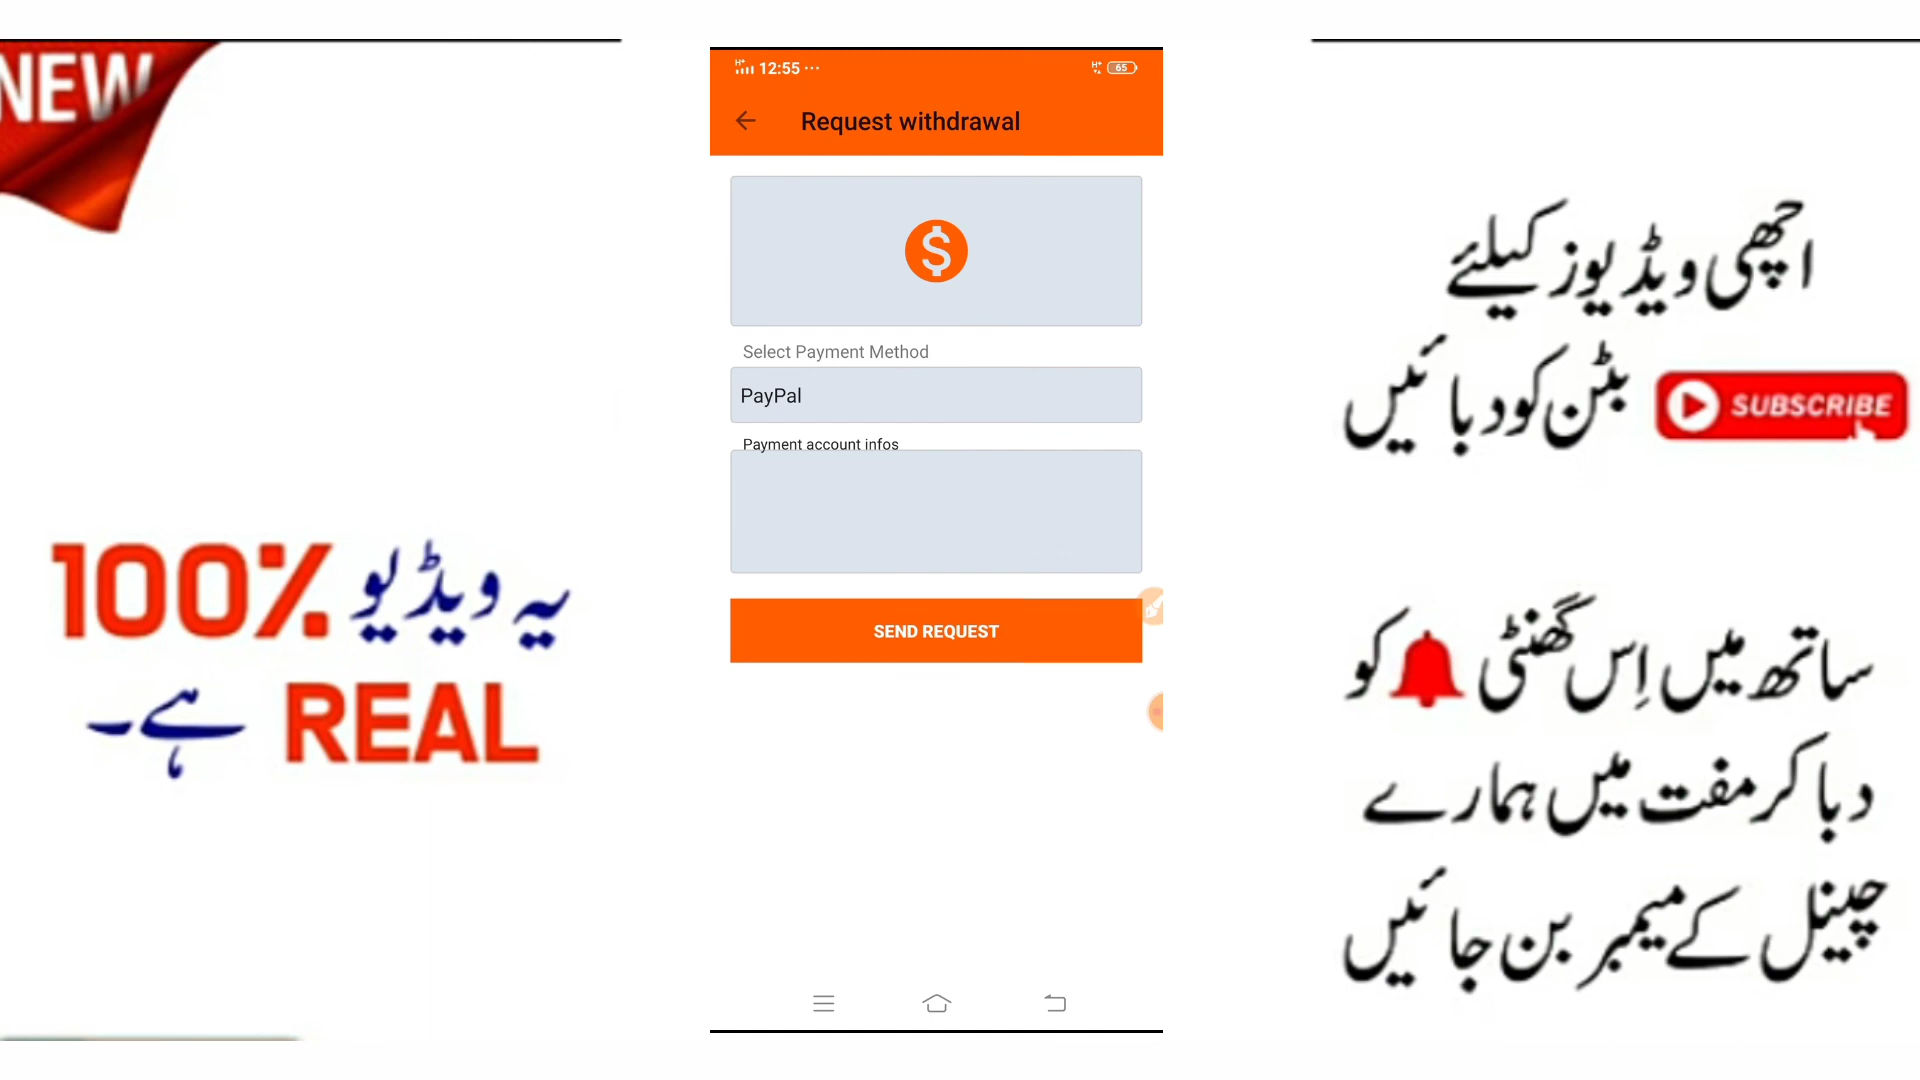 NEW
یہ ویڈیو 100%
REAL ہے۔
12:55 ...
65
Request withdrawal
Select Payment Method
PayPal
Payment account infos
SEND REQUEST
اچھی ویڈیوز کیلئے
SUBSCRIBE بٹن کو دبائیں
ساتھ میں اِس گھنٹی کو
دبا کر مفت میں ہمارے
چینل کے میمبر بن جائیں